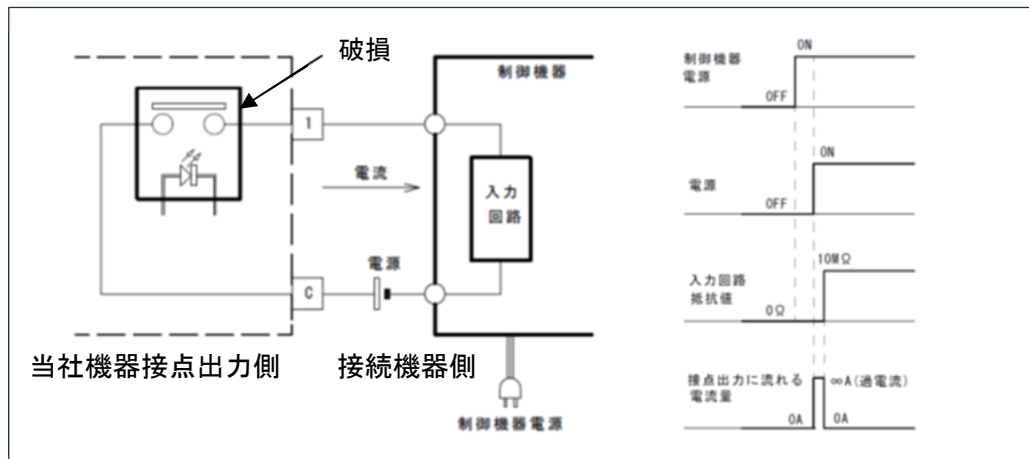 破損
制御機器
1
電流
入力
回路
電源
C
当社機器接点出力側
接続機器側
制御機器電源
制御機器
電源
ON
OFF
電源
ON
OFF
入力回路
抵抗値
10MΩ
0Ω
接点出力に流れる
電流量
∞A(過電流)
0A
0A